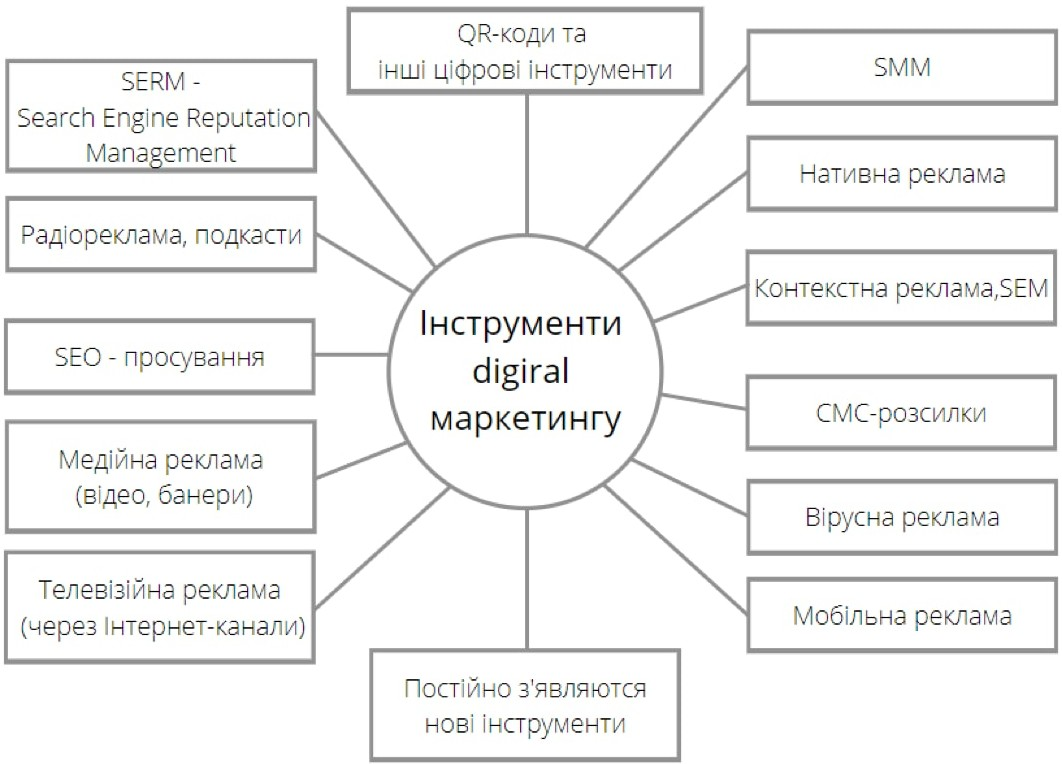 QR-коди та
інші цифрові інструменти
SERM -
Search Engine Reputation
Management
Радіореклама, подкасти
SEO - просування
Медійна реклама
(відео, банери)
Телевізійна реклама
(через Інтернет-канали)
Інструменти
digiral
маркетингу
SMM
Нативна реклама
Контекстна реклама,SEM
СМС-розсилки
Вірусна реклама
Мобільна реклама
Постійно з'являются
нові інструменти